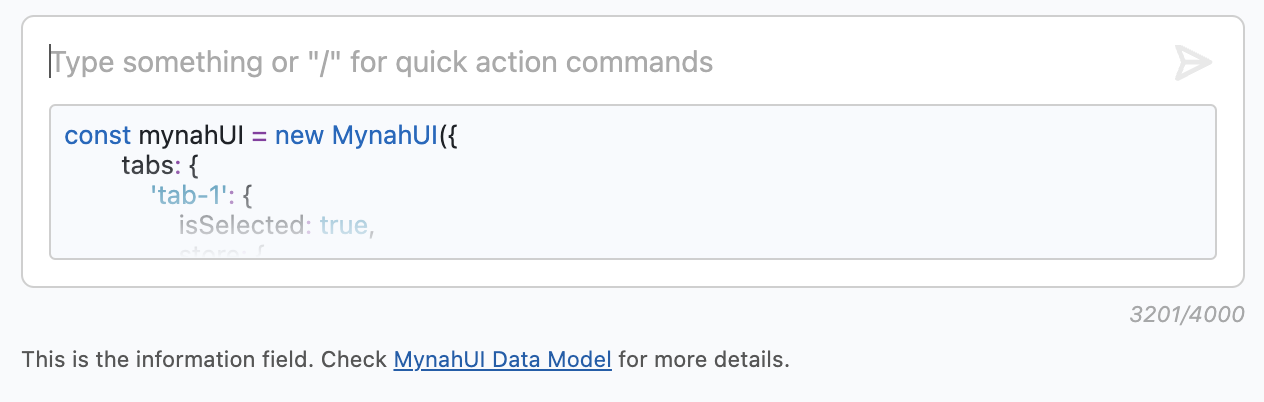 Type something or "/" for quick action commands
const mynahUI = new MynahUI({
tabs: {
'tab-1': {
isSelected: true,
store: {
3201/4000
This is the information field. Check MynahUI Data Model for more details.